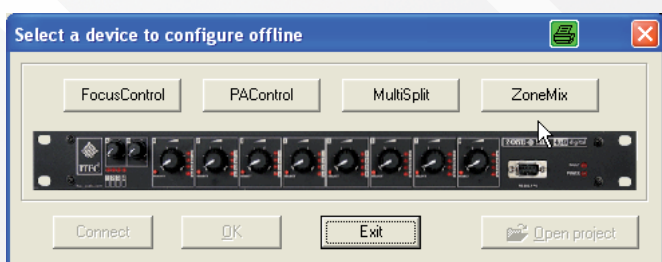 Select a device to configure offline
FocusControl PAControl MultiSplit ZoneMix
Connect OK Exit Open project